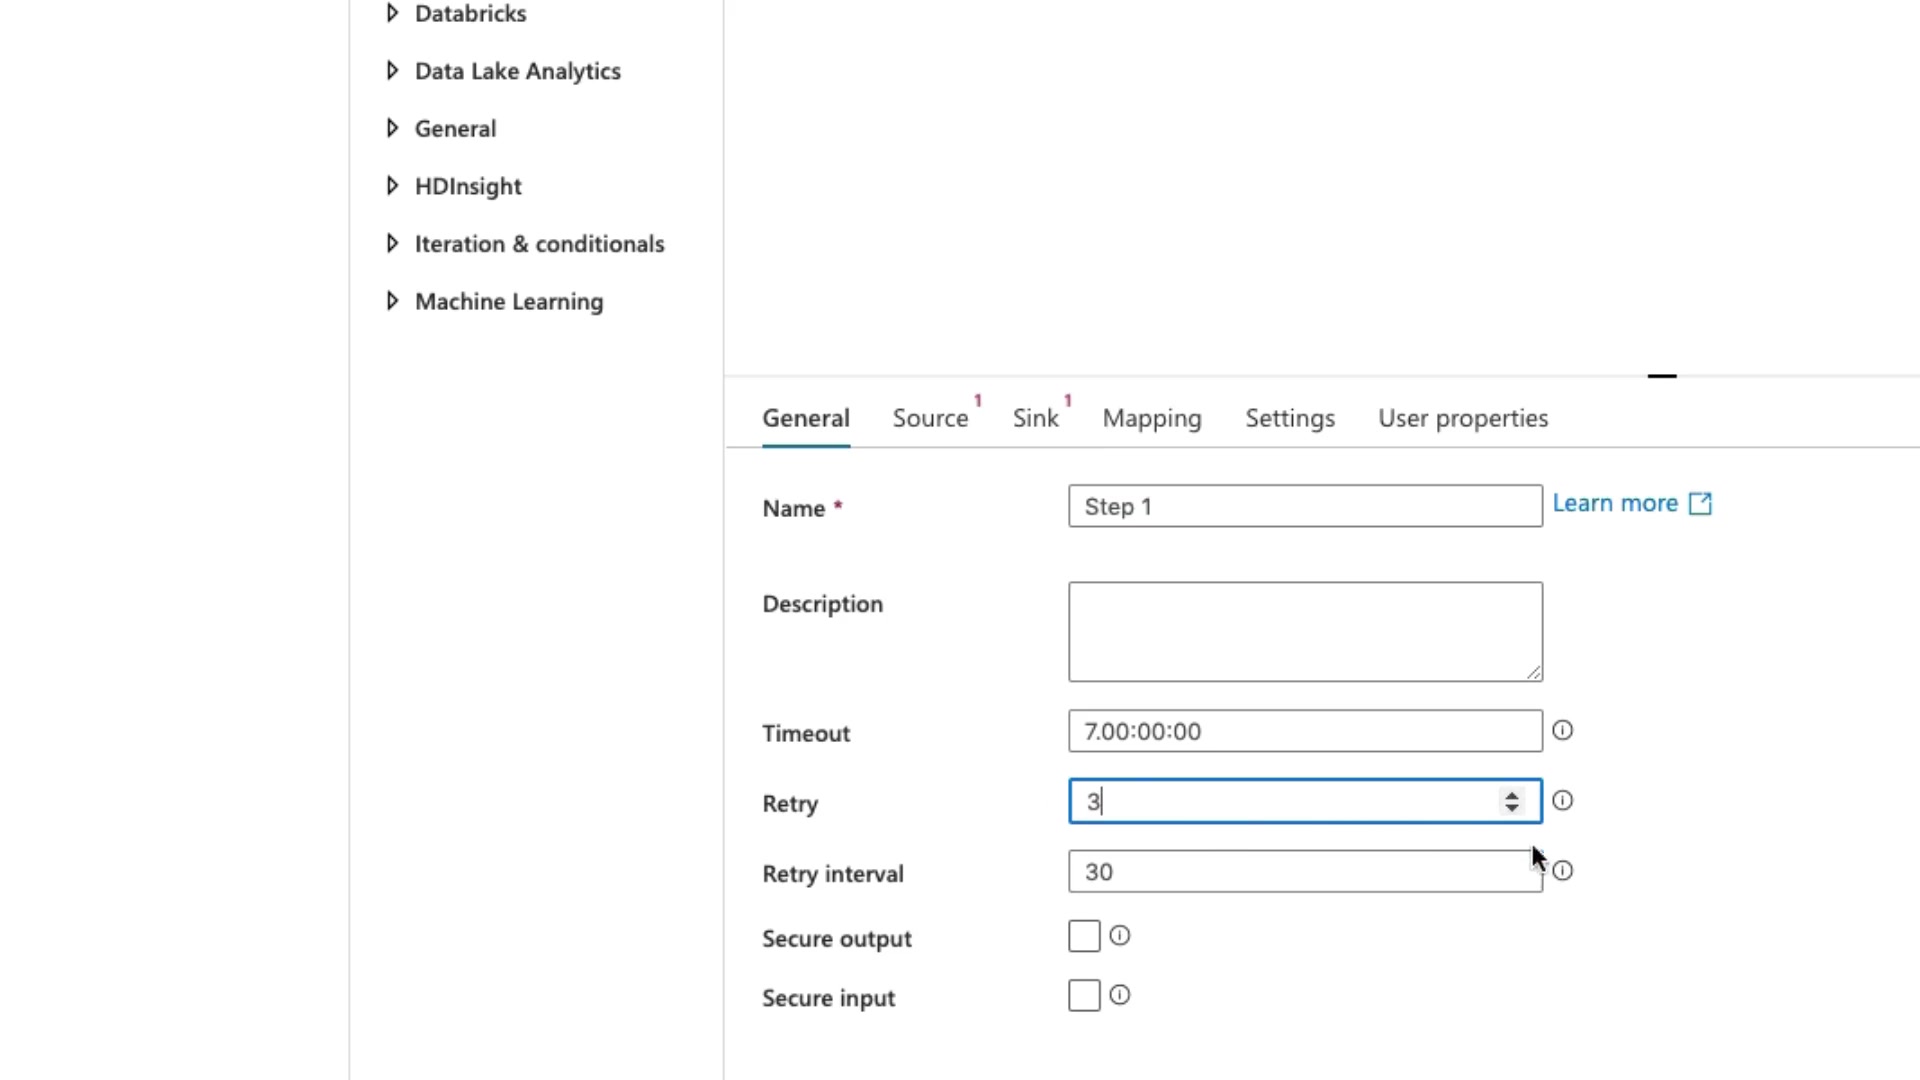 Databricks
Data Lake Analytics
General
HDInsight
Iteration & conditionals
Machine Learning
General Source 1 Sink 1 Mapping Settings User properties
Name * Step 1 Learn more
Description
Timeout 7.00:00:00
Retry 3
Retry interval 30
Secure output
Secure input